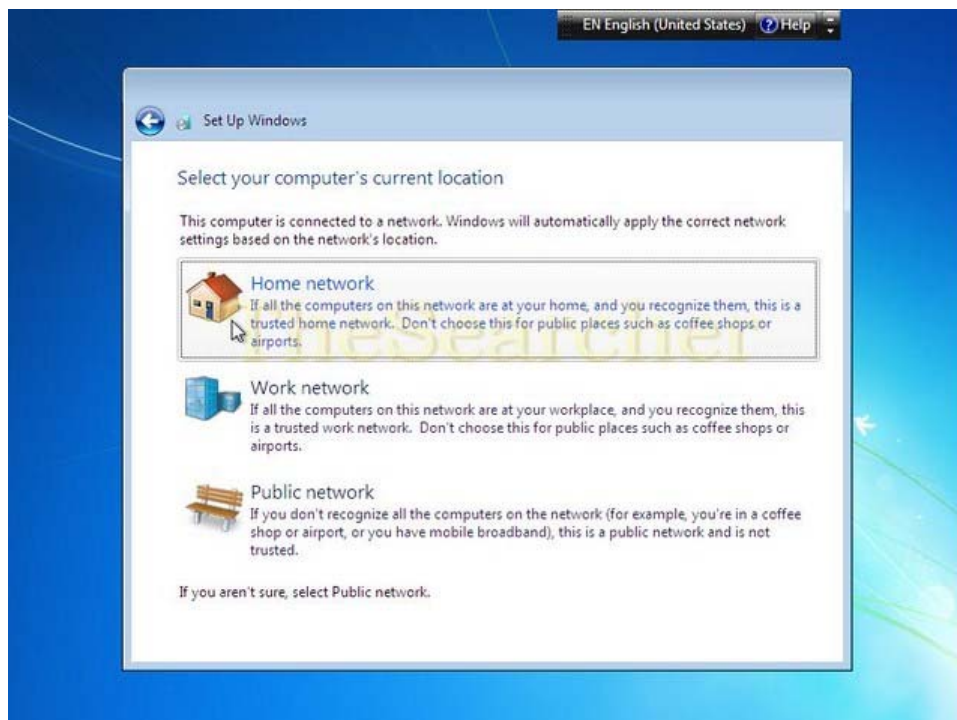 EN English (United States) Help
Set Up Windows
Select your computer's current location
This computer is connected to a network. Windows will automatically apply the correct network
settings based on the network's location.
Home network
If all the computers on this network are at your home, and you recognize them, this is a
trusted home network. Don't choose this for public places such as coffee shops or
airports.
TheSearcher
Work network
If all the computers on this network are at your workplace, and you recognize them, this
is a trusted work network. Don't choose this for public places such as coffee shops or
airports.
Public network
If you don't recognize all the computers on the network (for example, you're in a coffee
shop or airport, or you have mobile broadband), this is a public network and is not
trusted.
If you aren't sure, select Public network.